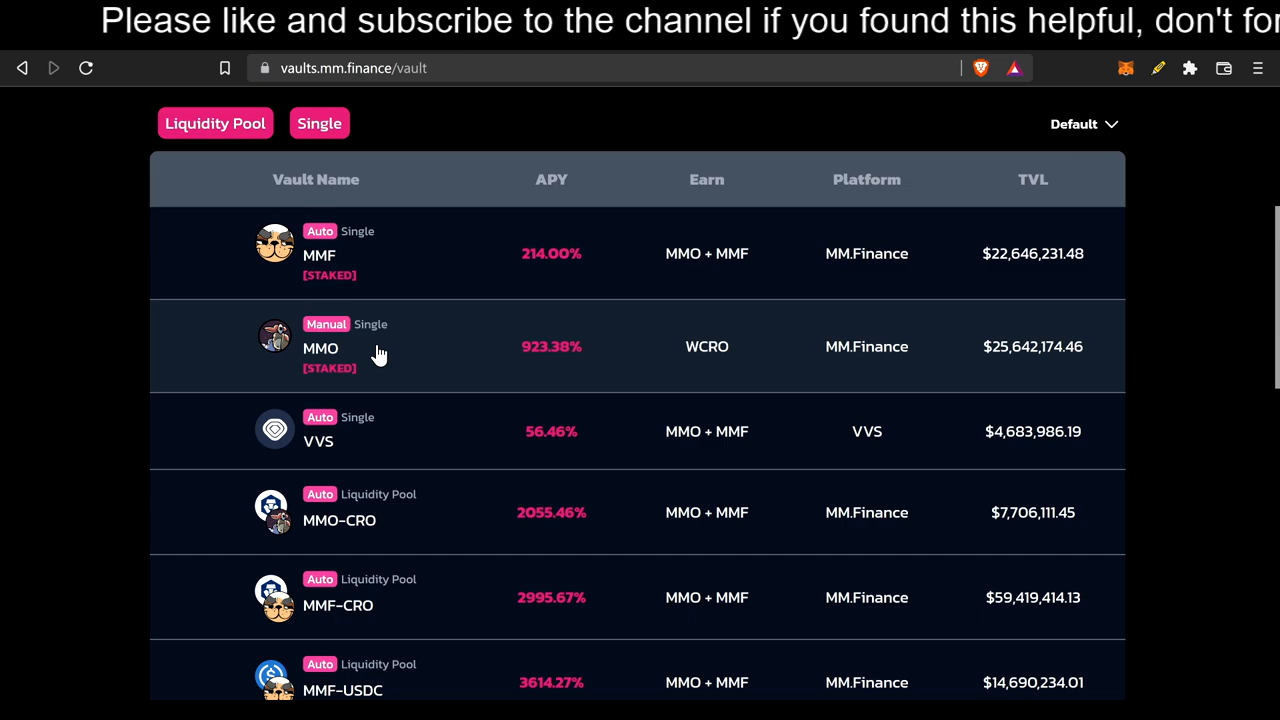 Please like and subscribe to the channel if you found this helpful, don't for
vaults.mm.finance/vault
Liquidity Pool Single Default
Vault Name APY Earn Platform TVL
Auto Single
MMF 214.00% MMO + MMF MM.Finance $22,646,231.48
[STAKED]
Manual Single
MMO 923.38% WCRO MM.Finance $25,642,174.46
[STAKED]
Auto Single
VVS 56.46% MMO + MMF VVS $4,683,986.19
Auto Liquidity Pool
MMO-CRO 2055.46% MMO + MMF MM.Finance $7,706,111.45
Auto Liquidity Pool
MMF-CRO 2995.67% MMO + MMF MM.Finance $59,419,414.13
Auto Liquidity Pool
MMF-USDC 3614.27% MMO + MMF MM.Finance $14,690,234.01